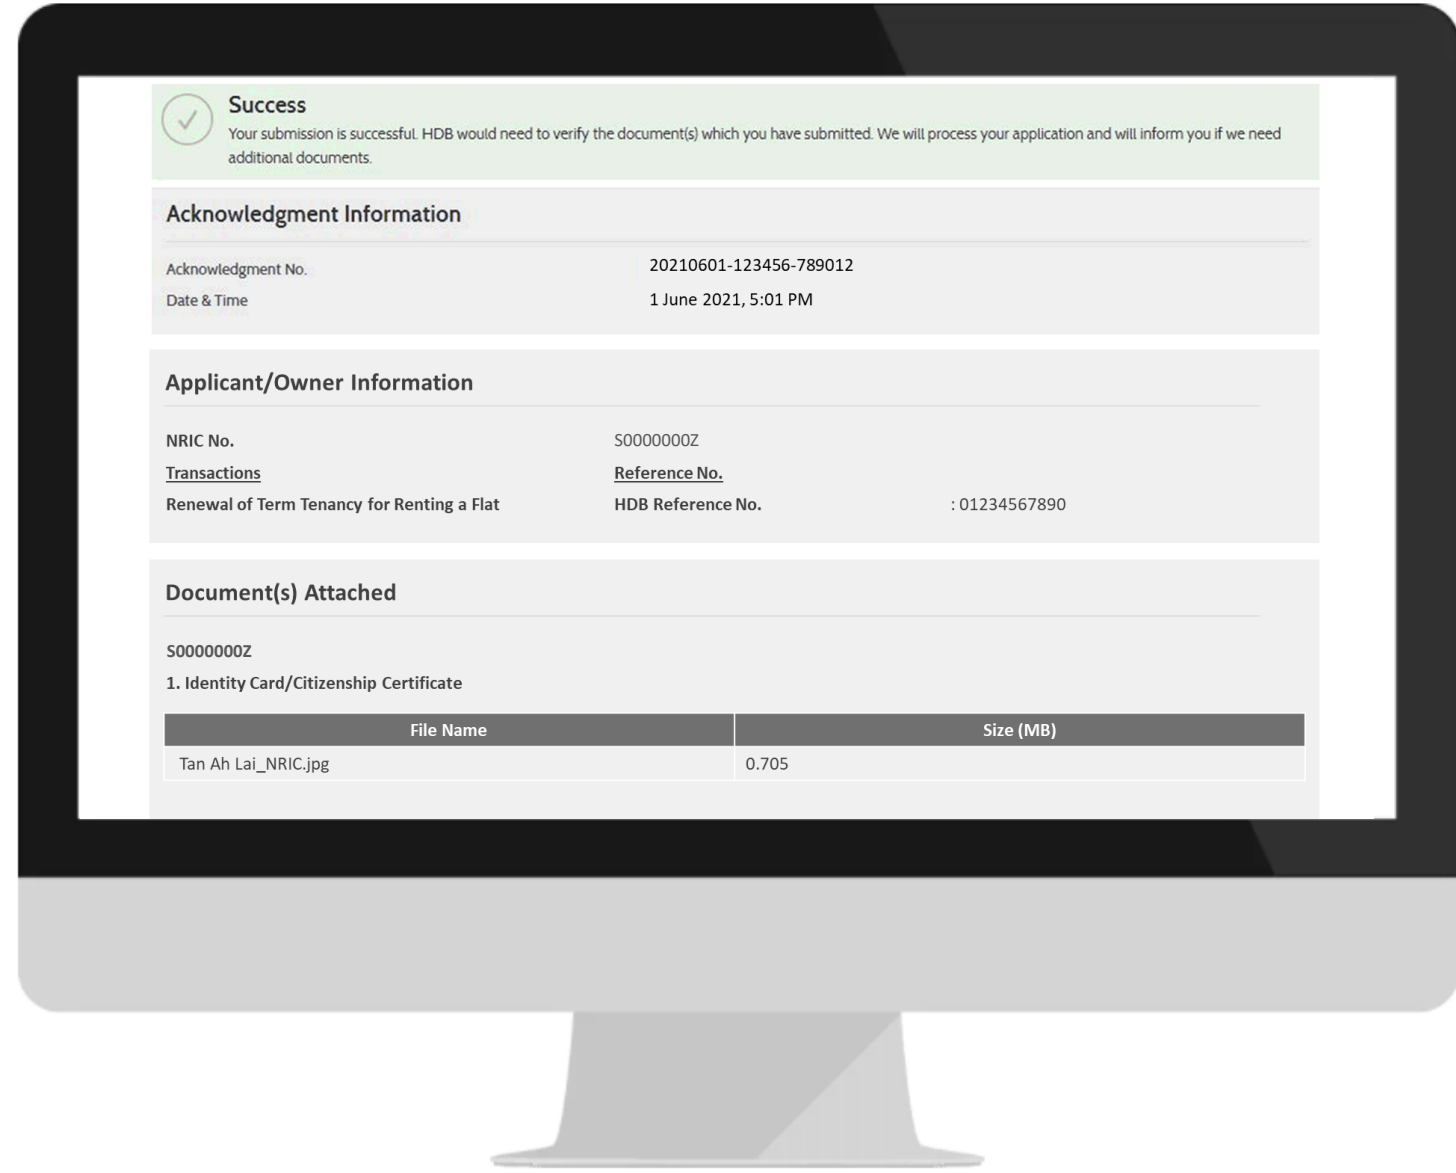 Success
Your submission is successful. HDB would need to verify the document(s) which you have submitted. We will process your application and will inform you if we need
additional documents.
Acknowledgment Information
Acknowledgment No. 20210601-123456-789012
Date & Time 1 June 2021, 5:01 PM
Applicant/Owner Information
NRIC No. S0000000Z
Transactions Reference No.
Renewal of Term Tenancy for Renting a Flat HDB Reference No. : 01234567890
Document(s) Attached
S0000000Z
1. Identity Card/Citizenship Certificate
File Name Size (MB)
Tan Ah Lai_NRIC.jpg 0.705